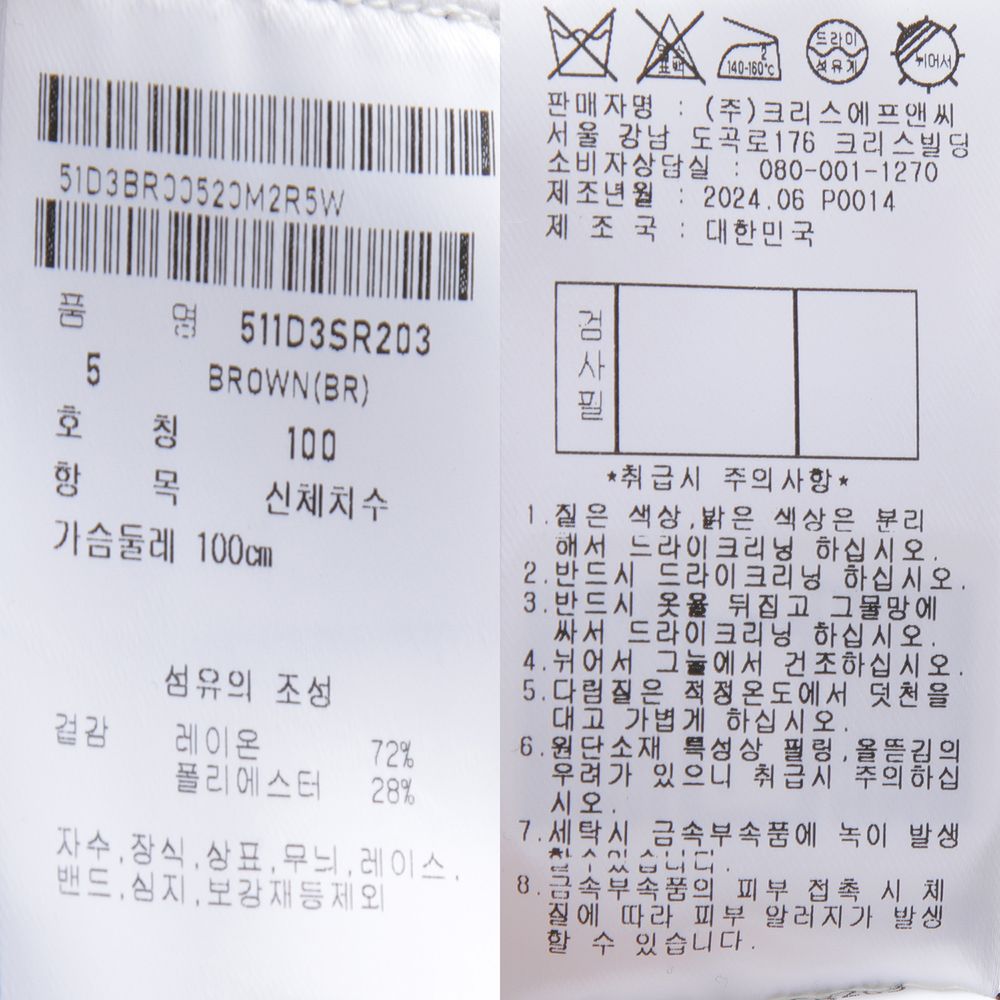 51D3BR00520M2R5W
품 명 511D3SR203
5 BROWN(BR)
호 칭 100
항 목 신체치수
가슴둘레 100cm
섬유의 조성
겉감 레이온 72%
폴리에스터 28%
자수,장식,상표,무늬,레이스,
밴드,심지,보강재등제외
염소 표백
2
140-160℃
드라이
석유계
뉘어서
판매자명 : (주)크리스에프앤씨
서울 강남 도곡로176 크리스빌딩
소비자상담실 : 080-001-1270
제조년월 : 2024.06 P0014
제 조 국 : 대한민국
검사필
*취급시 주의사항*
1.짙은 색상,밝은 색상은 분리
해서 드라이크리닝 하십시오.
2.반드시 드라이크리닝 하십시오.
3.반드시 옷을 뒤집고 그물망에
싸서 드라이크리닝 하십시오.
4.뉘어서 그늘에서 건조하십시오.
5.다림질은 적정온도에서 덧천을
대고 가볍게 하십시오.
6.원단소재 특성상 필링,올뜯김의
우려가 있으니 취급시 주의하십
시오.
7.세탁시 금속부속품에 녹이 발생
할수있습니다.
8.금속부속품의 피부 접촉 시 체
질에 따라 피부 알러지가 발생
할 수 있습니다.